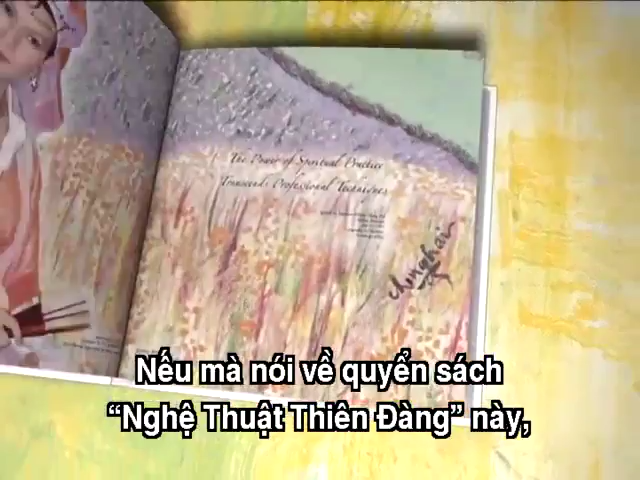 The Power of Spiritual Practice
Transcends Professional Techniques
Chinghai
Nếu mà nói về quyển sách
“Nghệ Thuật Thiên Đàng” này,